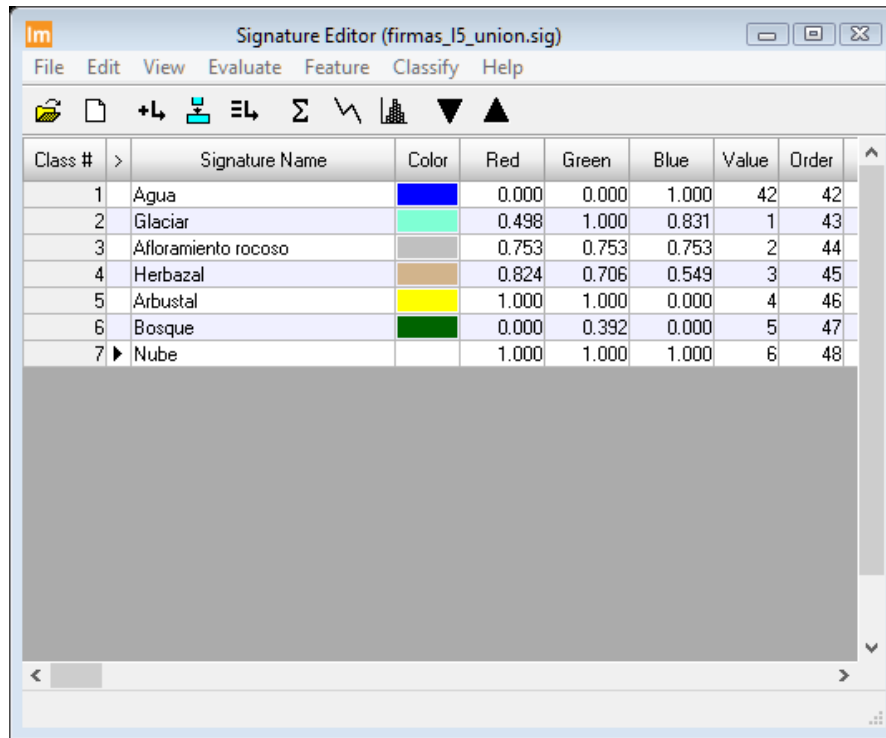 Im Signature Editor (firmas_l5_union.sig)
File Edit View Evaluate Feature Classify Help
+L ΞL Σ
Class # > Signature Name Color Red Green Blue Value Order
1 Agua 0.000 0.000 1.000 42 42
2 Glaciar 0.498 1.000 0.831 1 43
3 Afloramiento rocoso 0.753 0.753 0.753 2 44
4 Herbazal 0.824 0.706 0.549 3 45
5 Arbustal 1.000 1.000 0.000 4 46
6 Bosque 0.000 0.392 0.000 5 47
7 Nube 1.000 1.000 1.000 6 48